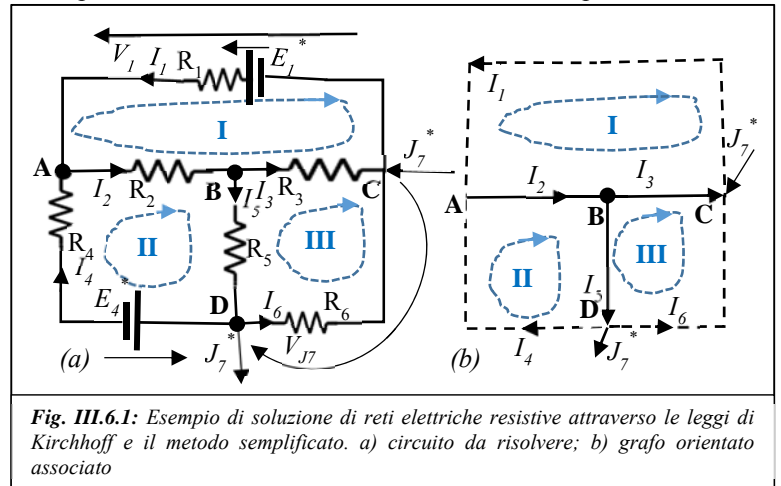 V1 I1 R1 E1*
I
A I2 R2 B I5 I3 R3 C J7*
II R4 I4 R5 III
E4* D I6 R6
(a) J7* VJ7
I1
I
J7*
A I2 B I3 C
II III
I5
D
I4 J7* I6
(b)
Fig. III.6.1: Esempio di soluzione di reti elettriche resistive attraverso le leggi di
Kirchhoff e il metodo semplificato. a) circuito da risolvere; b) grafo orientato
associato